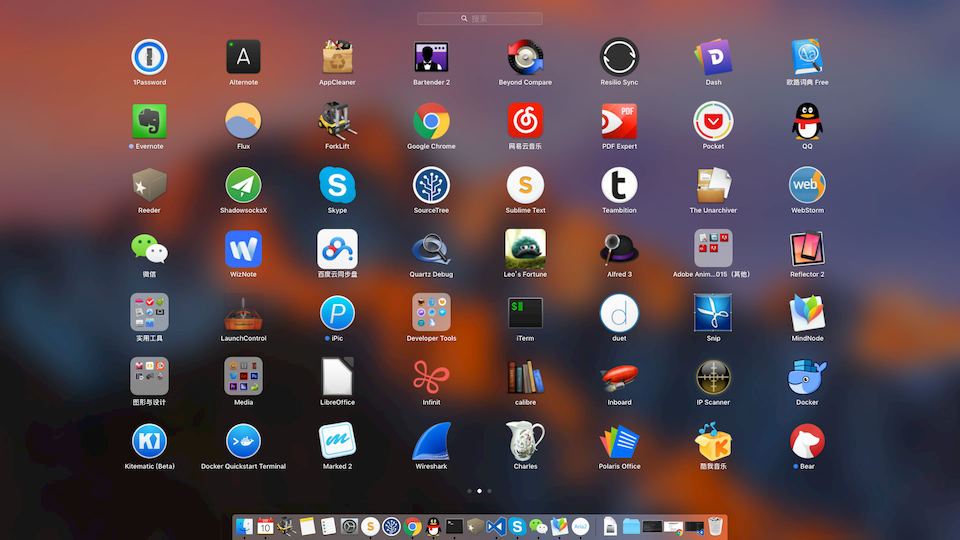 搜索
1Password
Alternote
AppCleaner
Bartender 2
Beyond Compare
Resilio Sync
Dash
欧路词典 Free
Evernote
Flux
ForkLift
Google Chrome
网易云音乐
PDF
PDF Expert
Pocket
QQ
Reeder
ShadowsocksX
Skype
SourceTree
Sublime Text
Teambition
The Unarchiver
web
WebStorm
微信
WizNote
百度云同步盘
Quartz Debug
Leo's Fortune
Alfred 3
Adobe Anim...015（其他）
Reflector 2
实用工具
LaunchControl
iPic
Developer Tools
iTerm
duet
Snip
MindNode
图形与设计
Media
LibreOffice
Infinit
calibre
Inboard
IP Scanner
Docker
Kitematic (Beta)
Docker Quickstart Terminal
Marked 2
Wireshark
Charles
Polaris Office
酷我音乐
Bear
10
Aria2